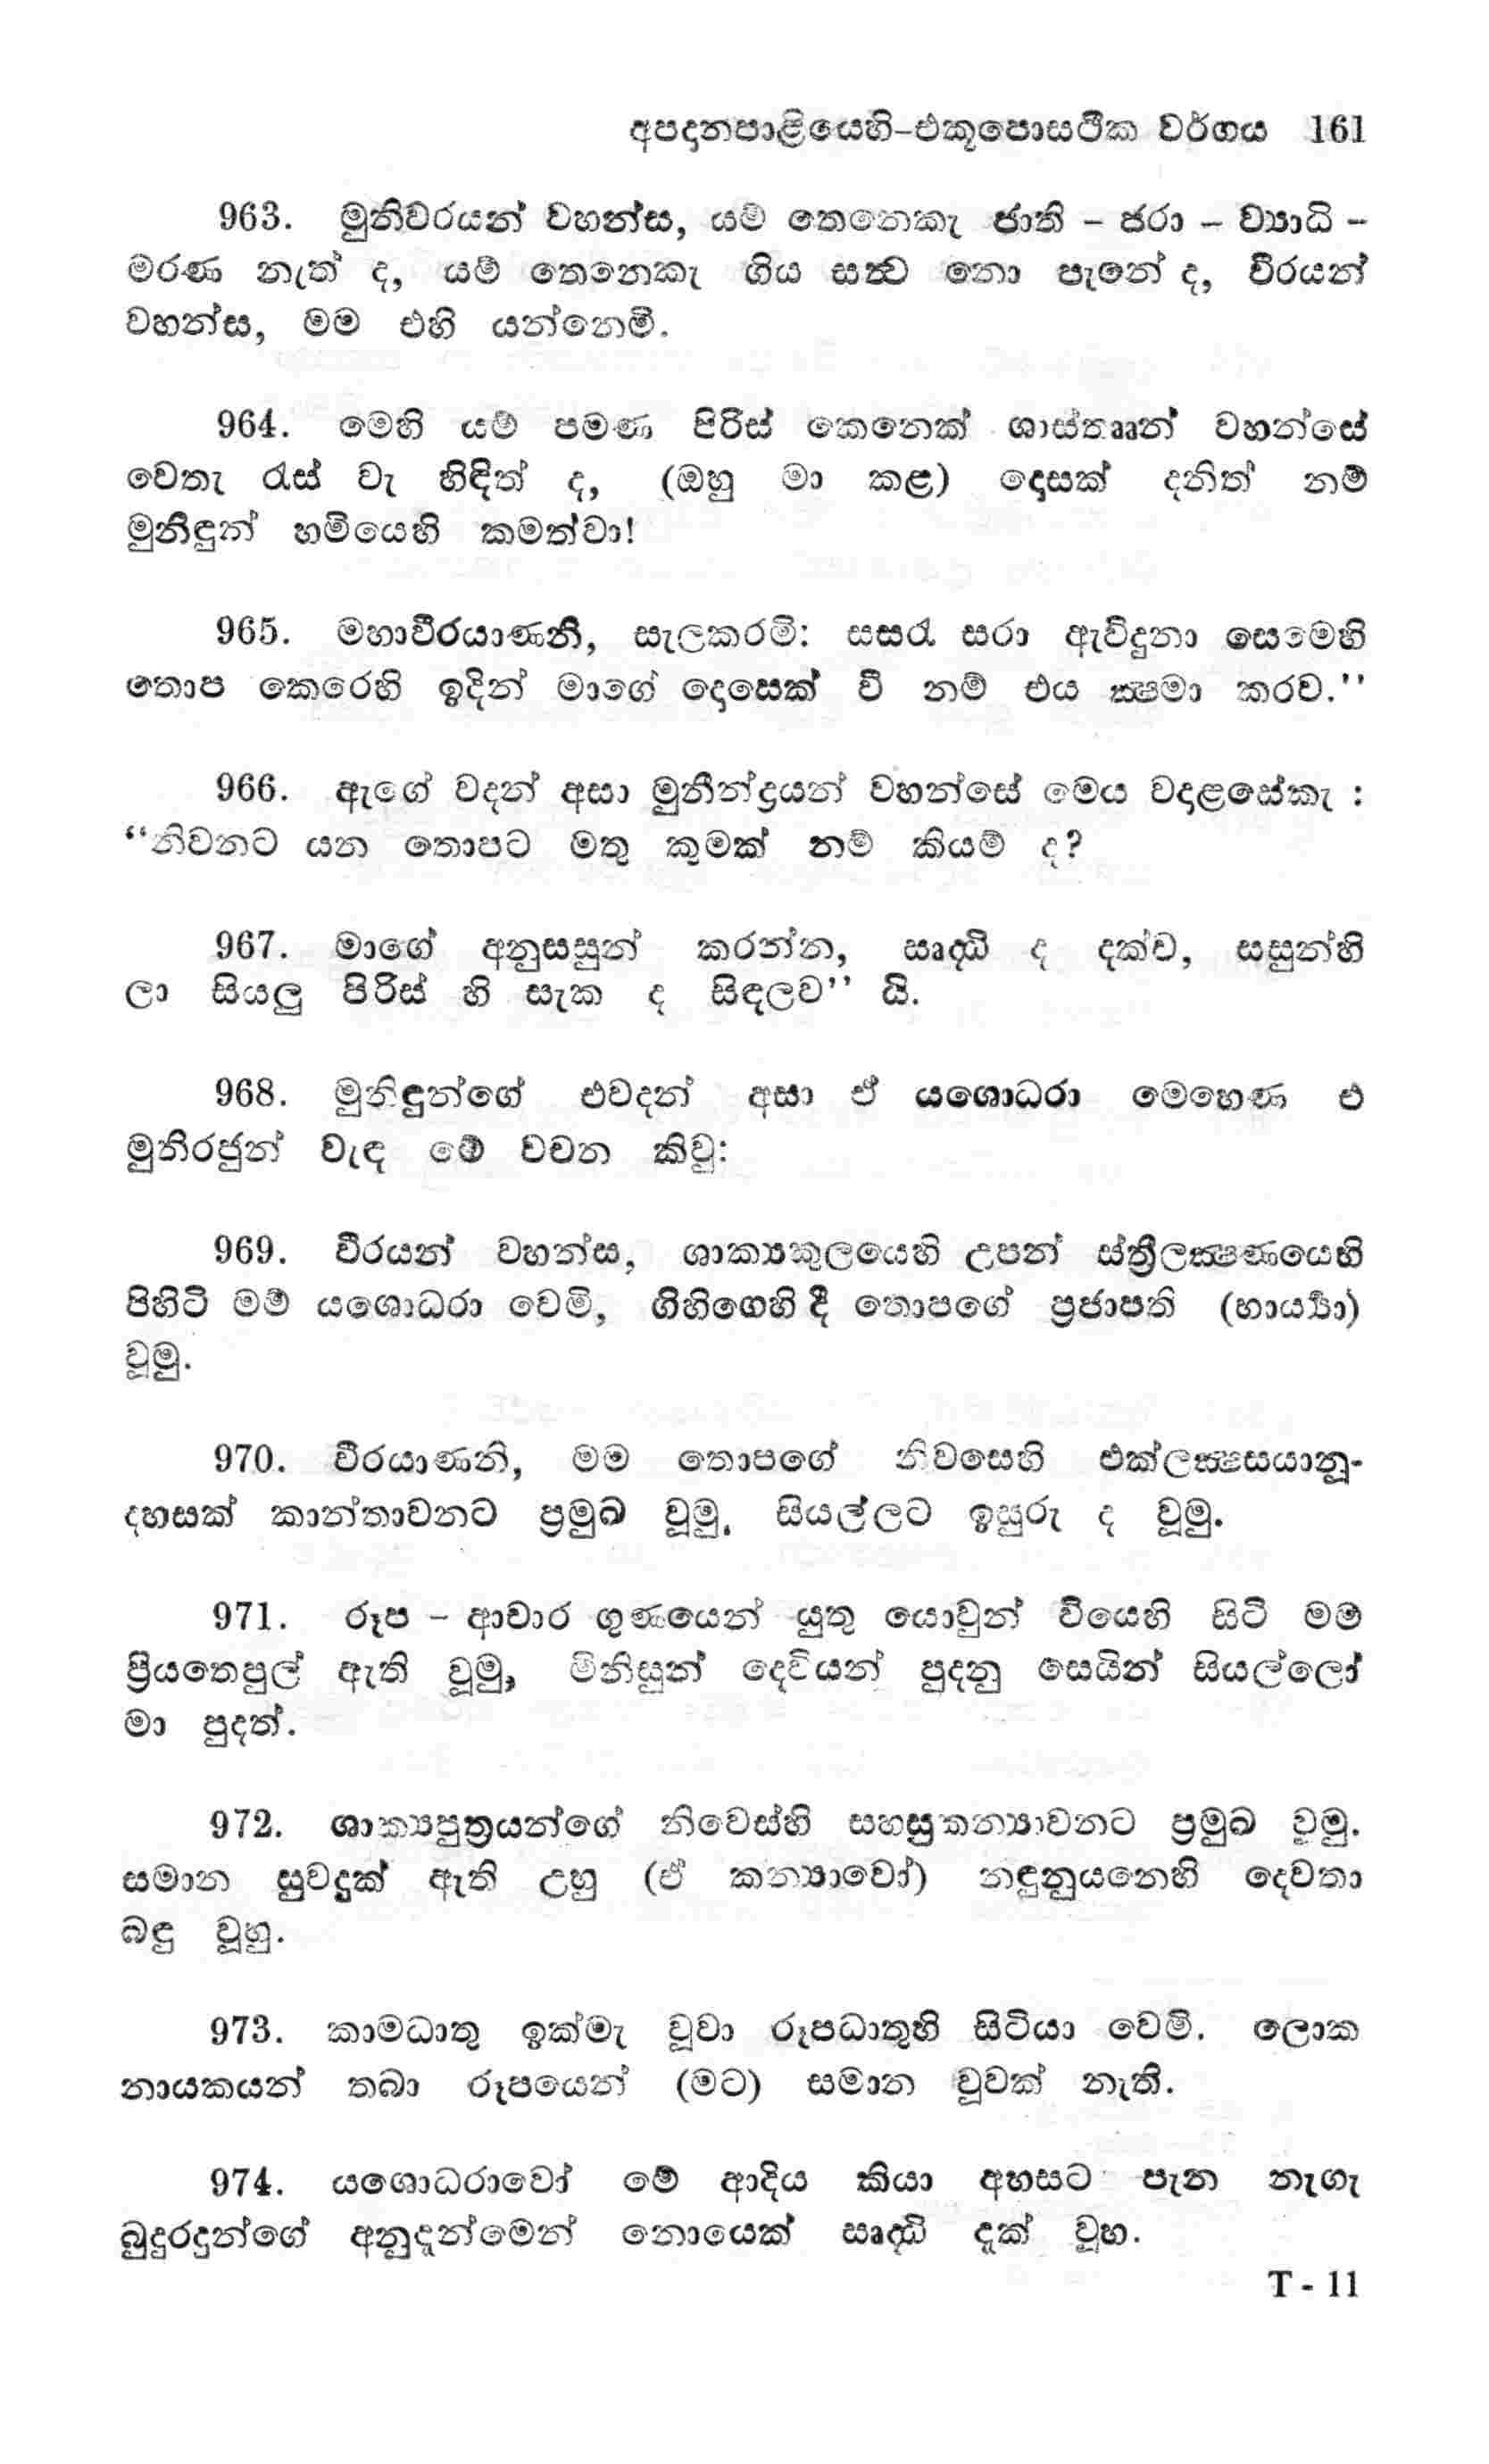 අපදානපාළියෙහි-එකූපොසථික වර්ගය 161
963. මුනිවරයන් වහන්ස, යම් තෙනෙකැ ජාති - ජරා - ව්‍යාධි -
මරණ නැත් ද, යම් තෙනෙකැ ගිය සත්‍ව නො පැනේ ද, වීරයන්
වහන්ස, මම එහි යන්නෙමි.
964. මෙහි යම් පමණ පිරිස් කෙනෙක් ශාස්තෲන් වහන්සේ
වෙතැ රැස් වැ හිඳිත් ද, (ඔහු මා කළ) දොසක් දනිත් නම්
මුනිඳුන් හමියෙහි කමත්වා!
965. මහාවීරයාණනි, සැලකරමි: සසරැ සරා ඇවිදුනා සෙමෙහි
තොප කෙරෙහි ඉදින් මාගේ දොසෙක් වී නම් එය ක්‍ෂමා කරව.''
966. ඇගේ වදන් අසා මුනීන්ද්‍රයන් වහන්සේ මෙය වදාළසේකැ :
“නිවනට යන තොපට මතු කුමක් නම් කියම් ද?
967. මාගේ අනුසසුන් කරන්න, ඍද්‍ධි ද දක්ව, සසුන්හි
ලා සියලු පිරිස් හි සැක ද සිඳලව’’ යි.
968. මුනිඳුන්ගේ එවදන් අසා ඒ යශොධරා මෙහෙණ එ
මුනිරජුන් වැඳ මේ වචන කිවු:
969. වීරයන් වහන්ස, ශාක්‍යකුලයෙහි උපන් ස්ත්‍රීලක්‍ෂණයෙහි
පිහිටි මම් යශොධරා වෙමි, ගිහිගෙහි දී තොපගේ ප්‍රජාපති (භාර්‍ය්‍යා)
වූමු.
970. වීරයාණනි, මම තොපගේ නිවසෙහි එක්ලක්‍ෂසයානූ-
දහසක් කාන්තාවනට ප්‍රමුඛ වූමු. සියල්ලට ඉසුරු ද වූමු.
971. රූප - ආචාර ගුණයෙන් යුතු යොවුන් වියෙහි සිටි මම
ප්‍රියතෙපුල් ඇති වූමු, මිනිසුන් දෙවියන් පුදනු සෙයින් සියල්ලෝ
මා පුදත්.
972. ශාක්‍යපුත්‍රයන්ගේ නිවෙස්හි සහස්‍රකන්‍යාවනට ප්‍රමුඛ වූමු.
සමාන සුවදුක් ඇති උහු (ඒ කන්‍යාවෝ) නඳුනුයනෙහි දෙවතා
බඳු වූහු.
973. කාමධාතු ඉක්මැ වූවා රූපධාතුහි සිටියා වෙමි. ලොක
නායකයන් තබා රූපයෙන් (මට) සමාන වූවක් නැති.
974. යශොධරාවෝ මේ ආදිය කියා අහසට පැන නැගැ
බුදුරදුන්ගේ අනුදැන්මෙන් නොයෙක් ඍද්‍ධි දැක් වූහ.
T - 11